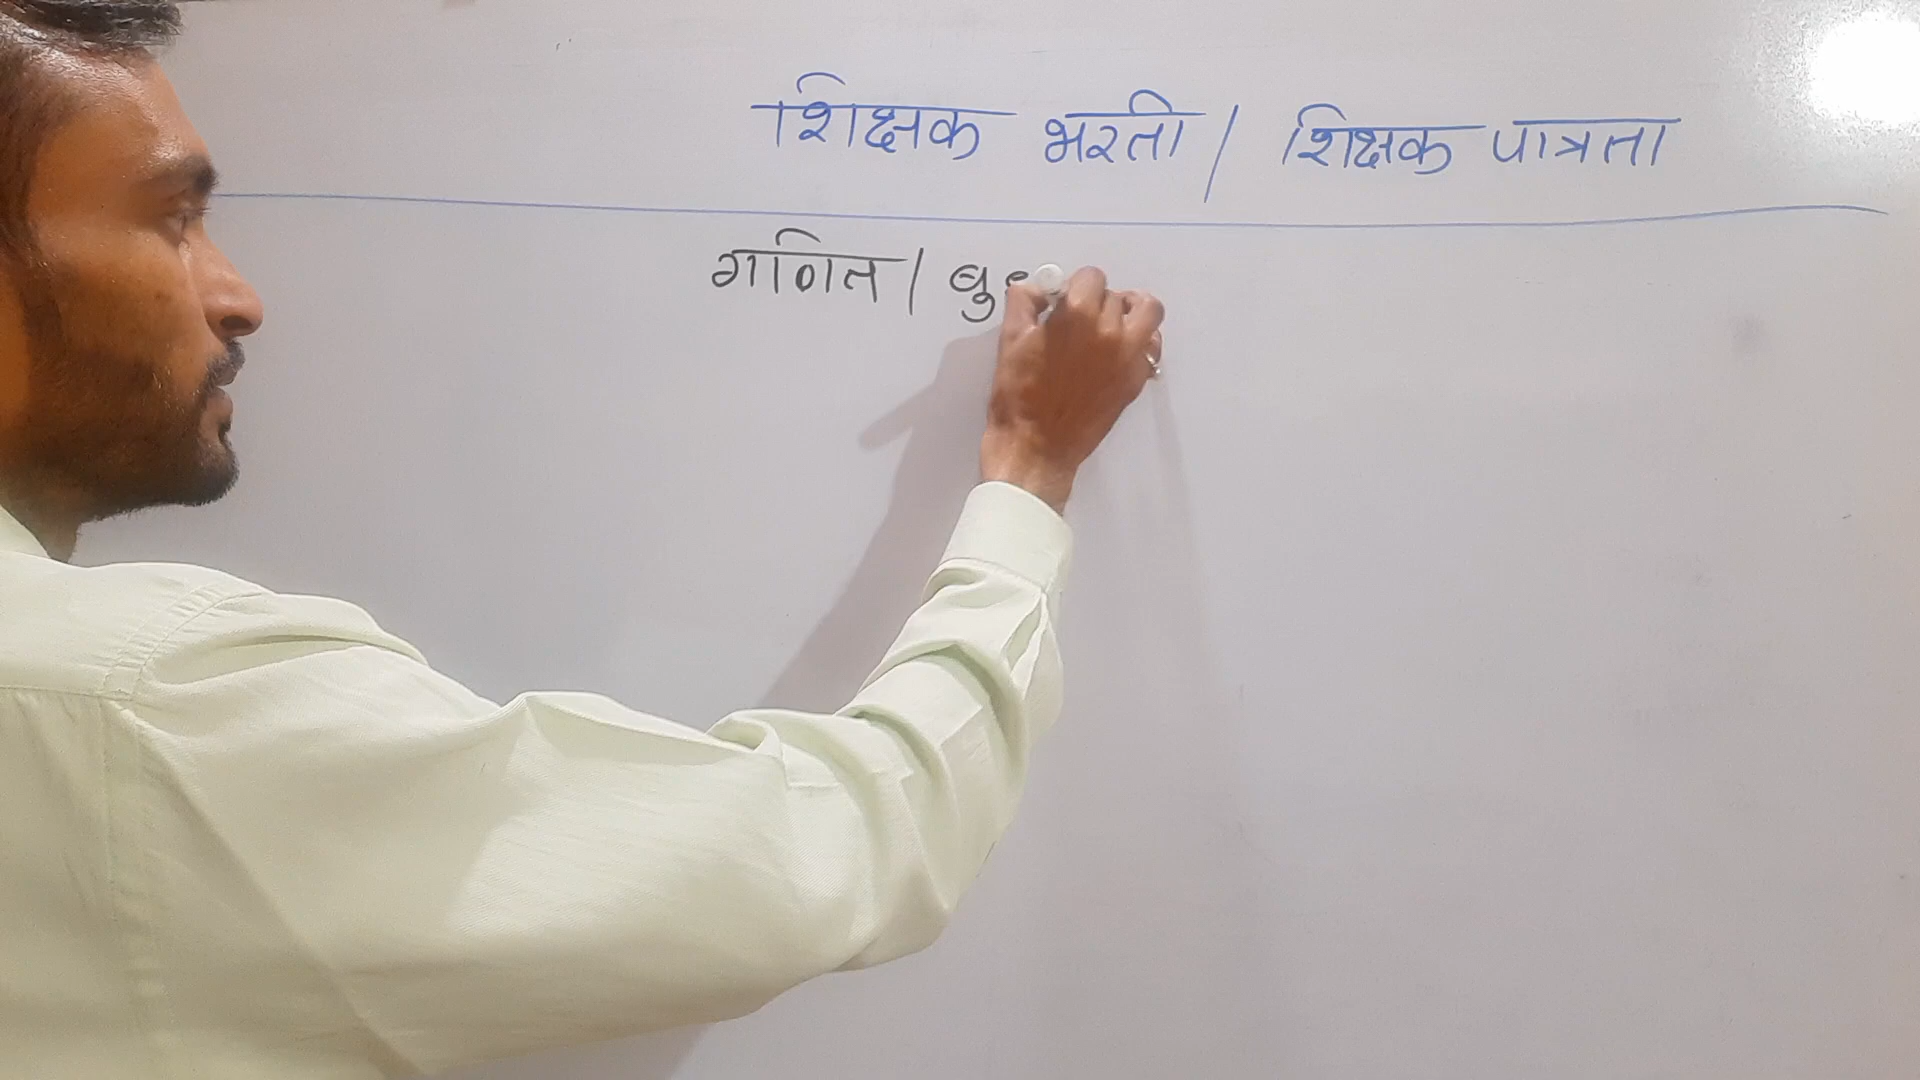 शिक्षक भरती / शिक्षक पात्रता
गणित /